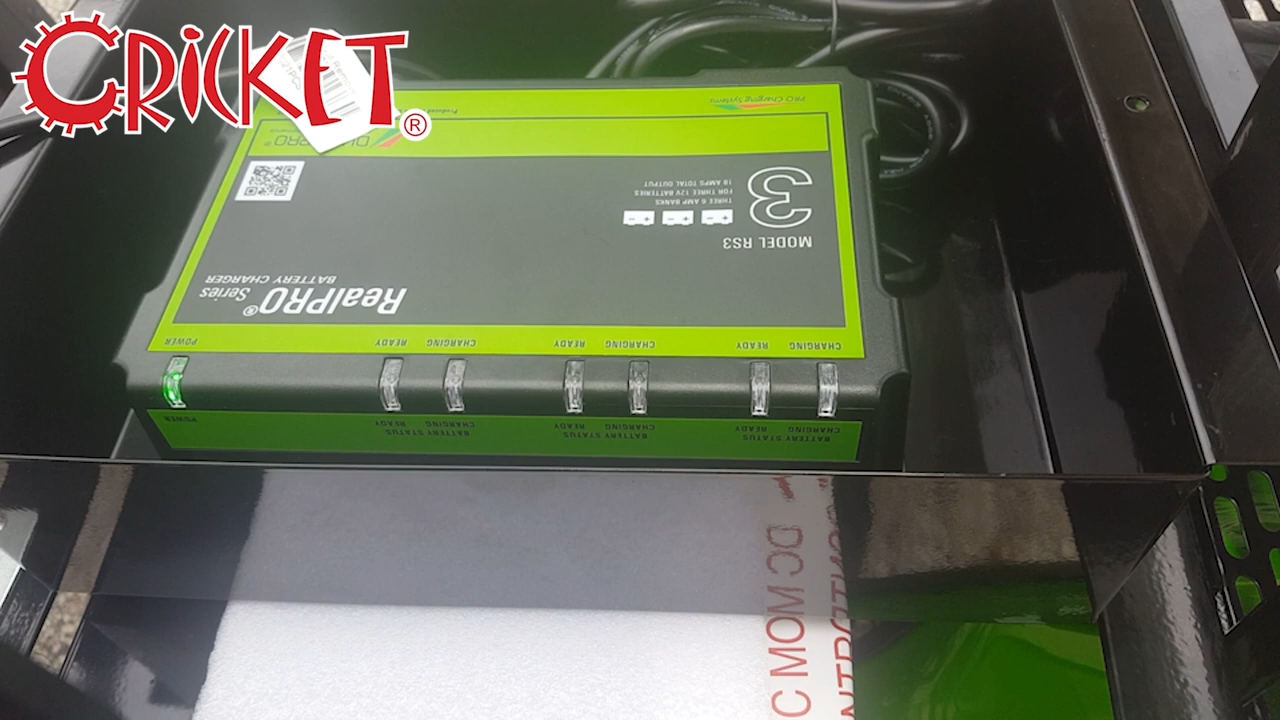 CRICKET®
PRO Charging Systems
PRO®
3
18 AMPS TOTAL OUTPUT
FOR THREE 12V BATTERIES
THREE 6 AMP BANKS
MODEL RS3
RealPRO® Series
BATTERY CHARGER
POWER READY CHARGING READY CHARGING READY CHARGING
POWER READY CHARGING READY CHARGING READY CHARGING
BATTERY STATUS BATTERY STATUS BATTERY STATUS